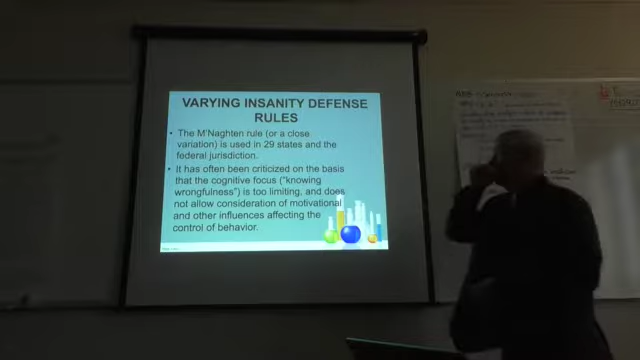 VARYING INSANITY DEFENSE
RULES
• The M'Naghten rule (or a close
variation) is used in 29 states and the
federal jurisdiction.
• It has often been criticized on the basis
that the cognitive focus ("knowing
wrongfulness") is too limiting, and does
not allow consideration of motivational
and other influences affecting the
control of behavior.